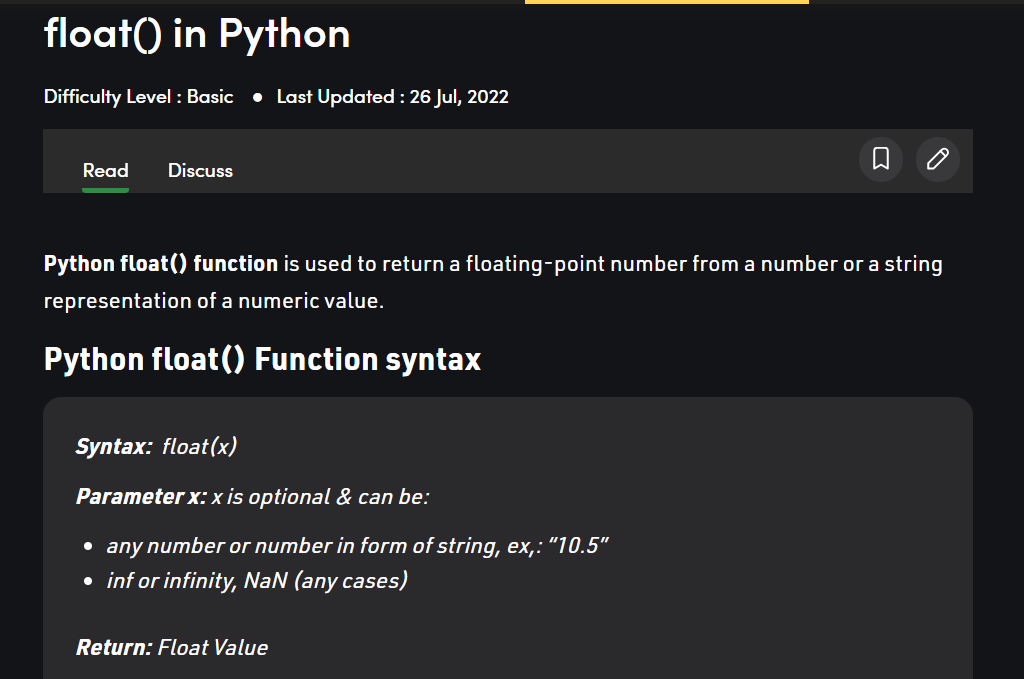 float() in Python
Difficulty Level : Basic ● Last Updated : 26 Jul, 2022
Read Discuss
Python float() function is used to return a floating-point number from a number or a string
representation of a numeric value.
Python float() Function syntax
Syntax: float(x)
Parameter x: x is optional & can be:
• any number or number in form of string, ex,: “10.5”
• inf or infinity, NaN (any cases)
Return: Float Value